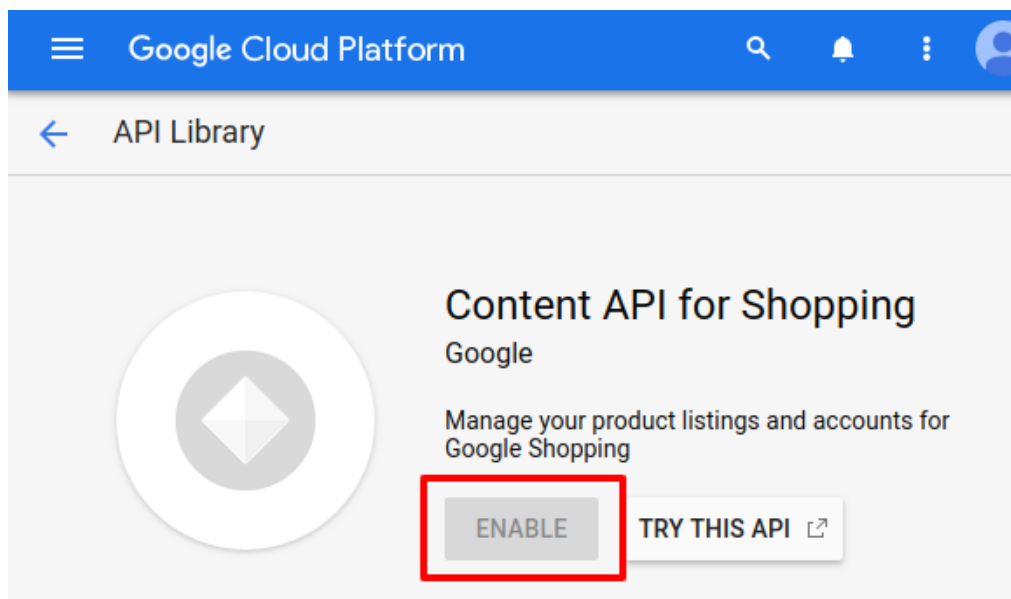 Google Cloud Platform
API Library
Content API for Shopping
Google
Manage your product listings and accounts for
Google Shopping
ENABLE
TRY THIS API